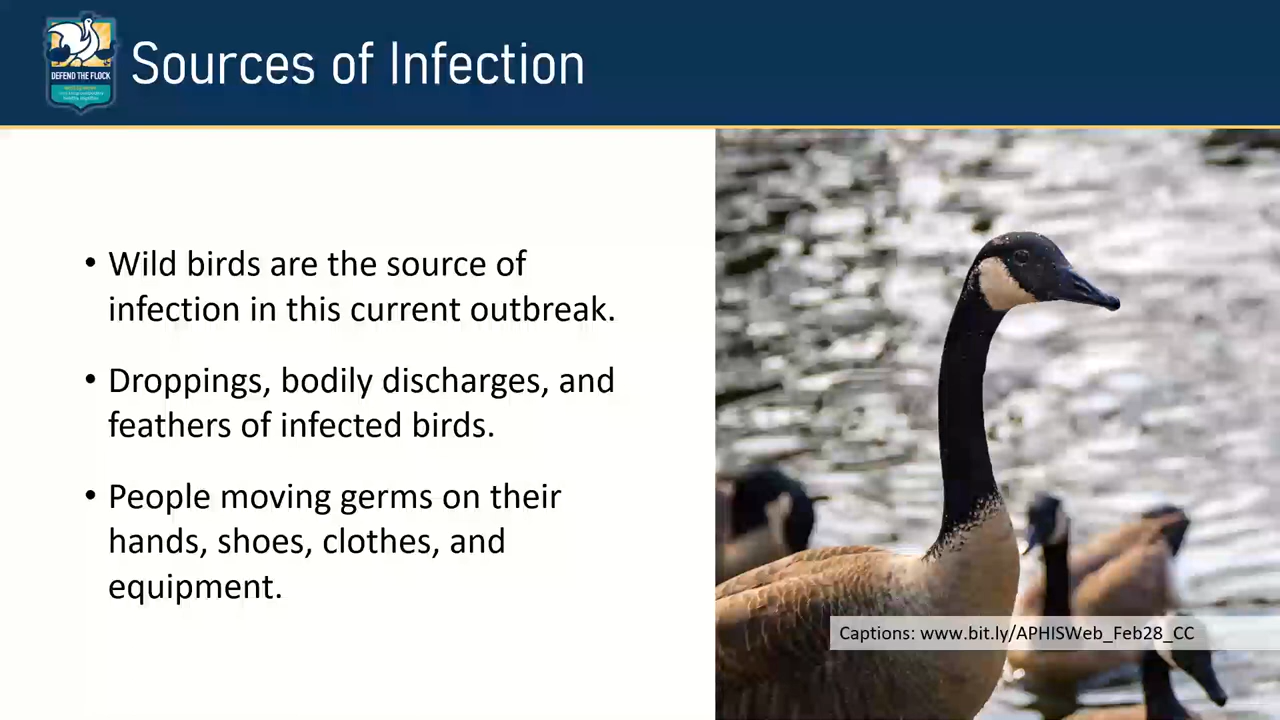 DEFEND THE FLOCK
Sources of Infection
• Wild birds are the source of
infection in this current outbreak.
• Droppings, bodily discharges, and
feathers of infected birds.
• People moving germs on their
hands, shoes, clothes, and
equipment.
Captions: www.bit.ly/APHISWeb_Feb28_CC